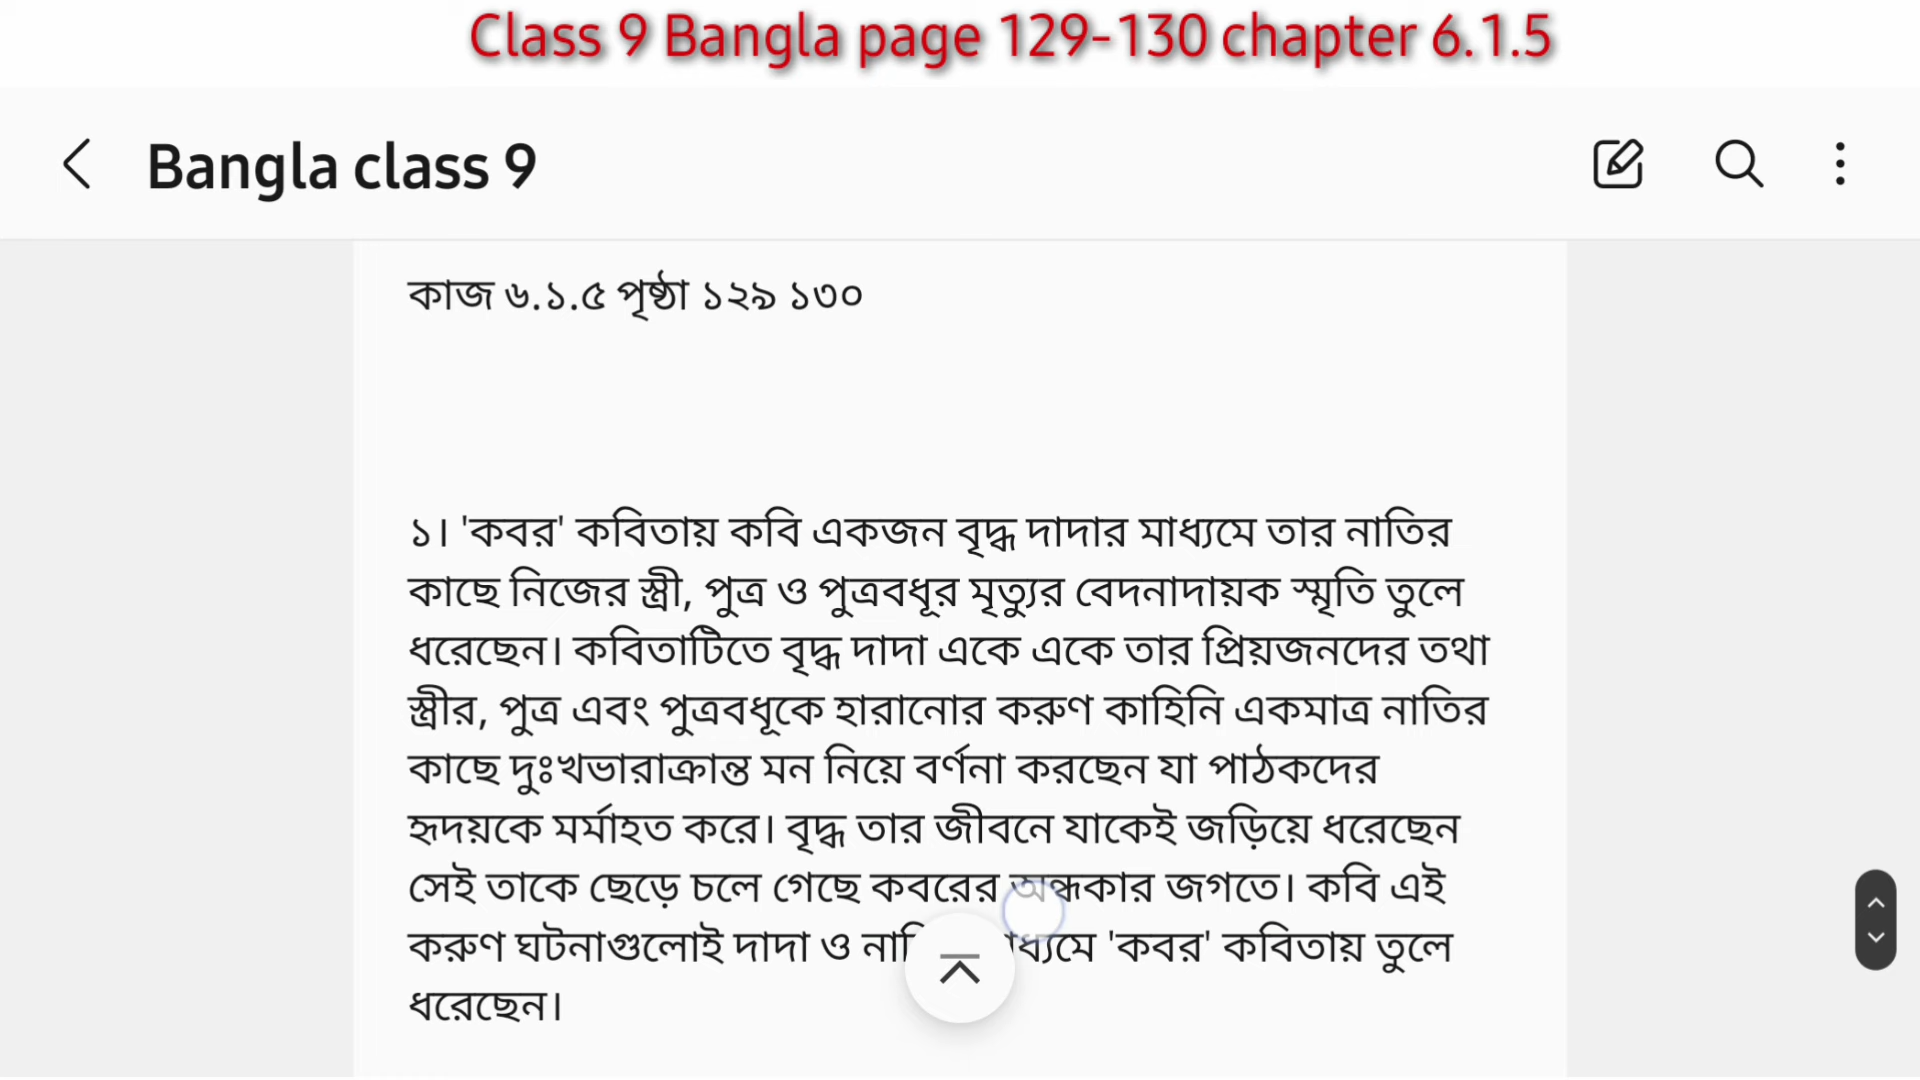 Class 9 Bangla page 129-130 chapter 6.1.5
Bangla class 9
কাজ ৬.১.৫ পৃষ্ঠা ১২৯ ১৩০
১। 'কবর' কবিতায় কবি একজন বৃদ্ধ দাদার মাধ্যমে তার নাতির
কাছে নিজের স্ত্রী, পুত্র ও পুত্রবধূর মৃত্যুর বেদনাদায়ক স্মৃতি তুলে
ধরেছেন। কবিতাটিতে বৃদ্ধ দাদা একে একে তার প্রিয়জনদের তথা
স্ত্রীর, পুত্র এবং পুত্রবধূকে হারানোর করুণ কাহিনি একমাত্র নাতির
কাছে দুঃখভারাক্রান্ত মন নিয়ে বর্ণনা করছেন যা পাঠকদের
হৃদয়কে মর্মাহত করে। বৃদ্ধ তার জীবনে যাকেই জড়িয়ে ধরেছেন
সেই তাকে ছেড়ে চলে গেছে কবরের অন্ধকার জগতে। কবি এই
করুণ ঘটনাগুলোই দাদা ও 'কবর' কবিতায় তুলে
ধরেছেন।